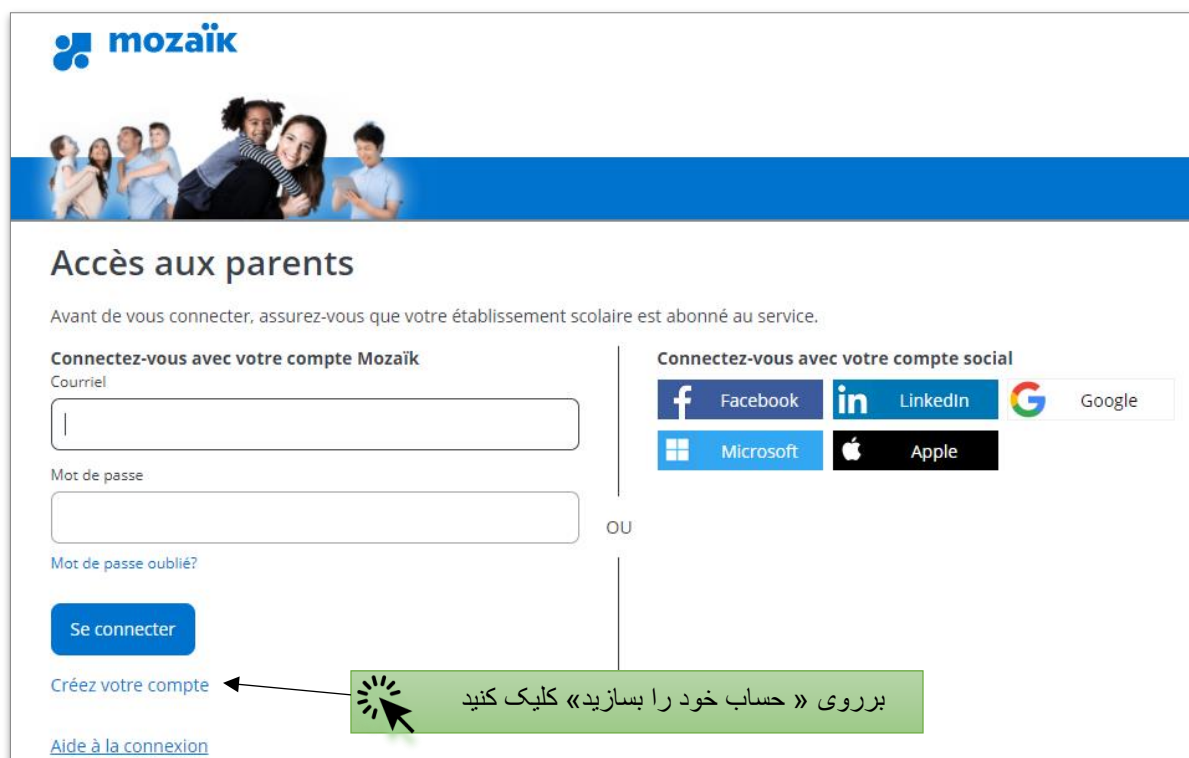 mozaïk
Accès aux parents
Avant de vous connecter, assurez-vous que votre établissement scolaire est abonné au service.
Connectez-vous avec votre compte Mozaïk
Courriel
Mot de passe
Mot de passe oublié?
Se connecter
Créez votre compte
Aide à la connexion
OU
Connectez-vous avec votre compte social
Facebook
LinkedIn
Google
Microsoft
Apple
برروی « حساب خود را بسازید» کلیک کنید